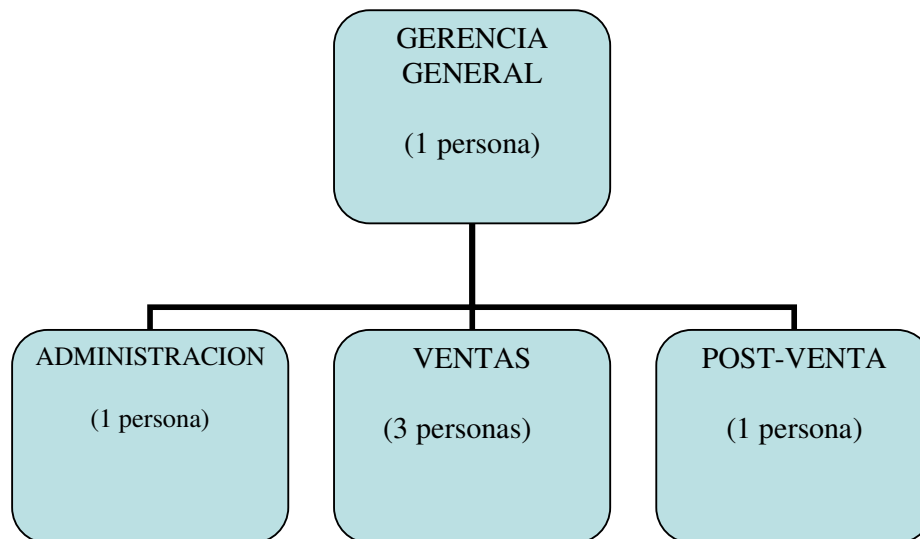 GERENCIA
GENERAL
(1 persona)
ADMINISTRACION
(1 persona)
VENTAS
(3 personas)
POST-VENTA
(1 persona)